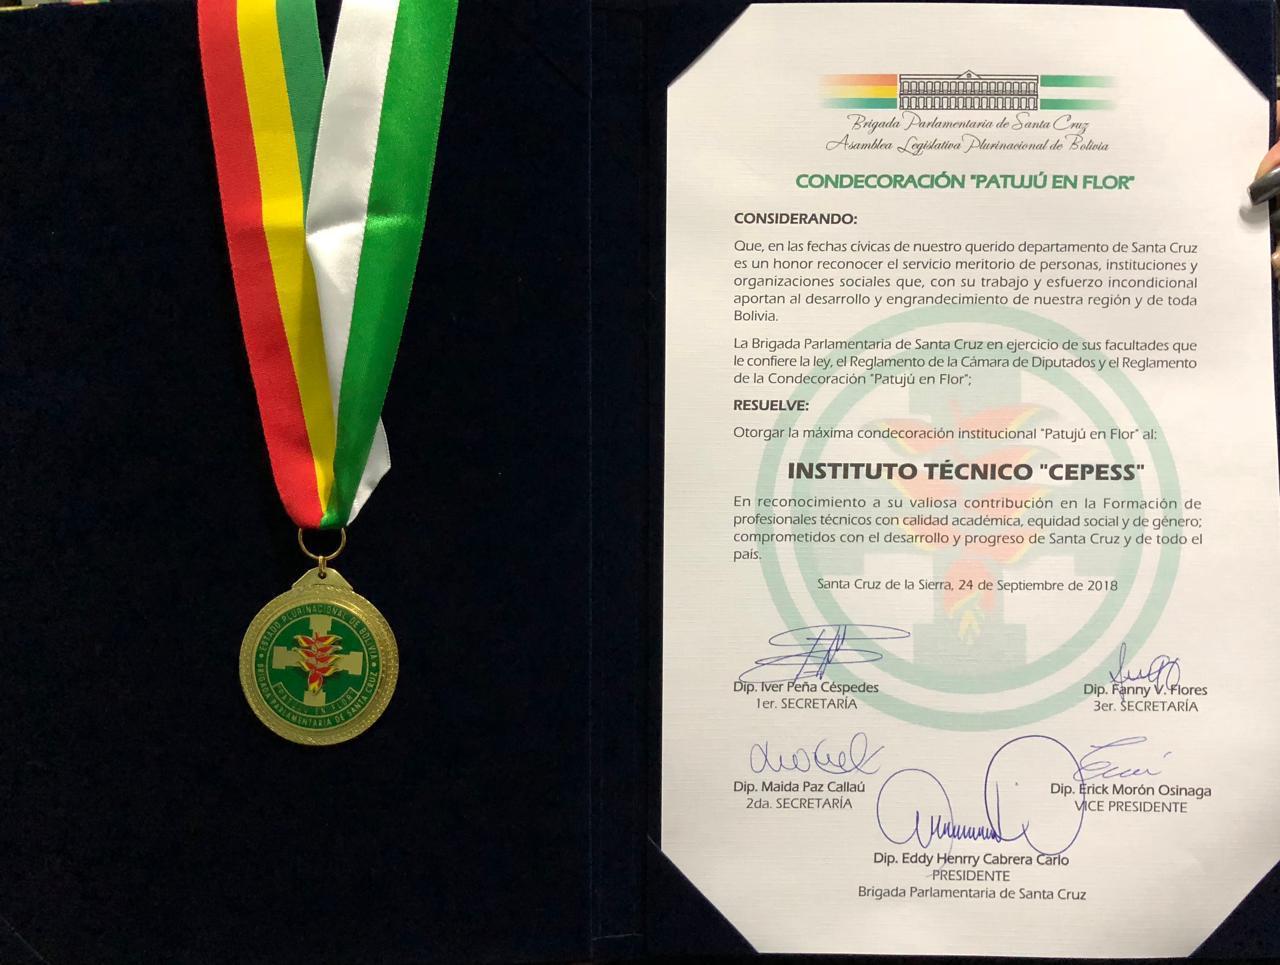 Brigada Parlamentaria de Santa Cruz
Asamblea Legislativa Plurinacional de Bolivia
CONDECORACIÓN "PATUJÚ EN FLOR"
CONSIDERANDO:
Que, en las fechas cívicas de nuestro querido departamento de Santa Cruz
es un honor reconocer el servicio meritorio de personas, instituciones y
organizaciones sociales que, con su trabajo y esfuerzo incondicional
aportan al desarrollo y engrandecimiento de nuestra región y de toda
Bolivia.
La Brigada Parlamentaria de Santa Cruz en ejercicio de sus facultades que
le confiere la ley, el Reglamento de la Cámara de Diputados y el Reglamento
de la Condecoración "Patujú en Flor";
RESUELVE:
Otorgar la máxima condecoración institucional "Patujú en Flor" al:
INSTITUTO TÉCNICO "CEPESS"
En reconocimiento a su valiosa contribución en la Formación de
profesionales técnicos con calidad académica, equidad social y de género;
comprometidos con el desarrollo y progreso de Santa Cruz y de todo el
país.
Santa Cruz de la Sierra, 24 de Septiembre de 2018
Dip. Iver Peña Céspedes
1er. SECRETARÍA
Dip. Fanny V. Flores
3er. SECRETARÍA
Dip. Maida Paz Callaú
2da. SECRETARÍA
Dip. Erick Morón Osinaga
VICE PRESIDENTE
Dip. Eddy Henrry Cabrera Carlo
PRESIDENTE
Brigada Parlamentaria de Santa Cruz
ESTADO PLURINACIONAL DE BOLIVIA
BRIGADA PARLAMENTARIA DE SANTA CRUZ
PATUJÚ EN FLOR